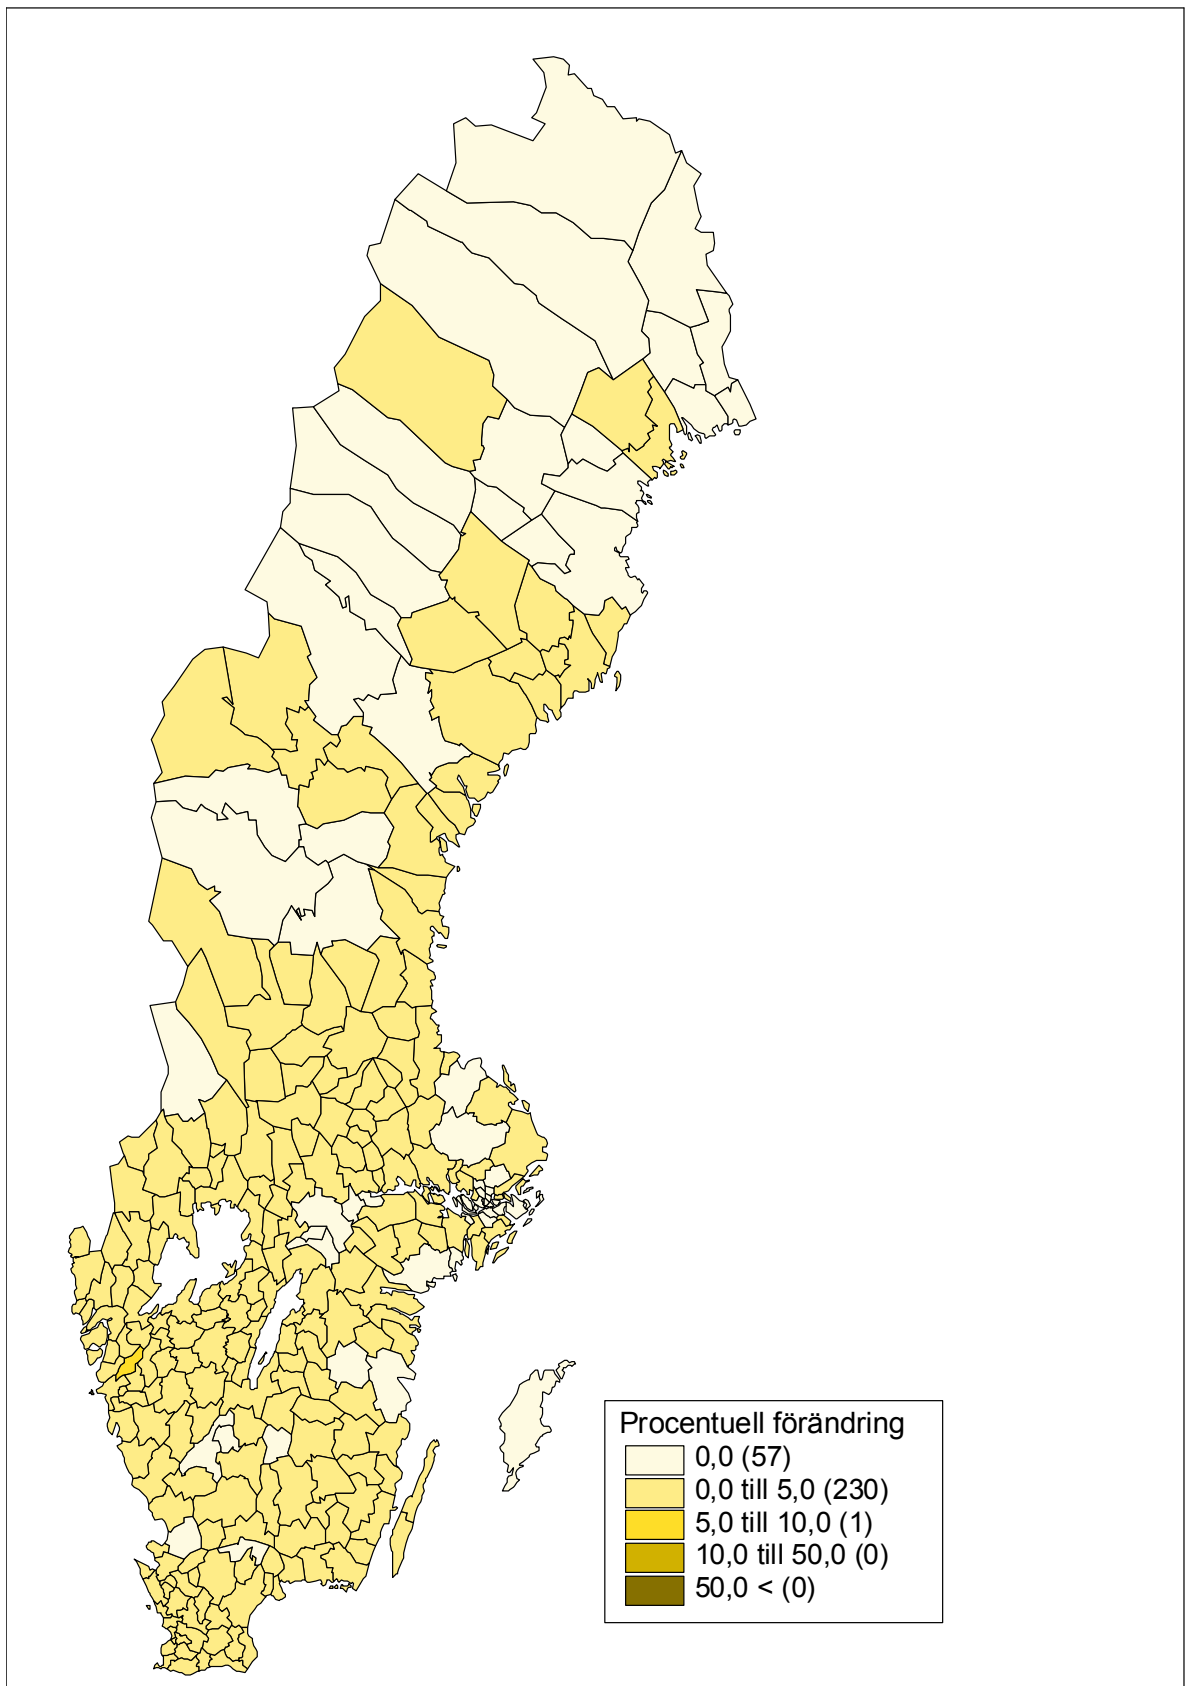 Procentuell förändring
0,0 (57)
0,0 till 5,0 (230)
5,0 till 10,0 (1)
10,0 till 50,0 (0)
50,0 < (0)